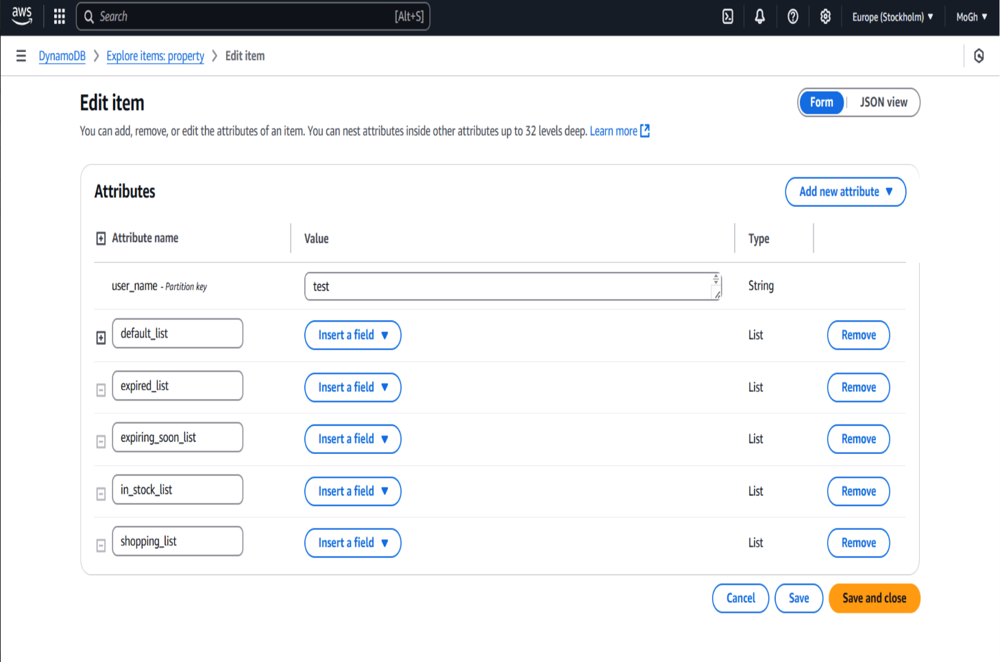 aws Search [Alt+S] Europe (Stockholm) ▼ MoGh ▼
DynamoDB > Explore items: property > Edit item
Edit item
Form | JSON view
You can add, remove, or edit the attributes of an item. You can nest attributes inside other attributes up to 32 levels deep. Learn more
Attributes
Add new attribute ▼
Attribute name Value Type
user_name - Partition key test String
default_list Insert a field ▼ List Remove
expired_list Insert a field ▼ List Remove
expiring_soon_list Insert a field ▼ List Remove
in_stock_list Insert a field ▼ List Remove
shopping_list Insert a field ▼ List Remove
Cancel Save Save and close